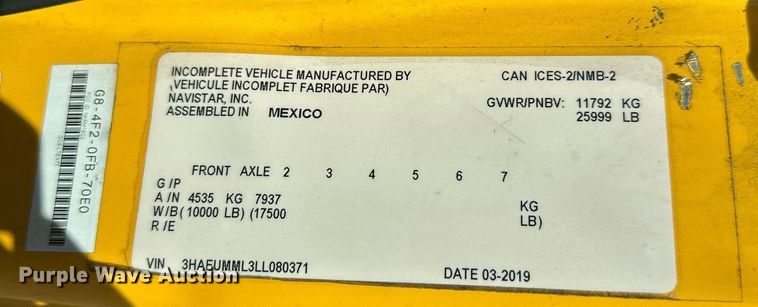 INCOMPLETE VEHICLE MANUFACTURED BY
(VEHICULE INCOMPLET FABRIQUE PAR)
NAVISTAR, INC.
ASSEMBLED IN MEXICO
CAN ICES-2/NMB-2
GVWR/PNBV: 11792 KG
25999 LB
FRONT AXLE 2 3 4 5 6 7
G/P
A/N 4535 KG 7937 KG
W/B (10000 LB) (17500 LB)
R/E
VIN 3HAEUMML3LL080371
DATE 03-2019
G8-4F2-0FB-70E0
Purple Wave Auction